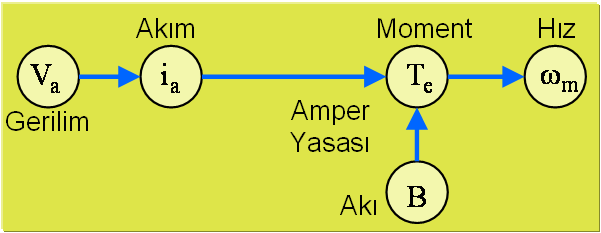 Akım
Moment
Hız
Va
ia
Te
ωm
Gerilim
Amper
Yasası
Akı
B